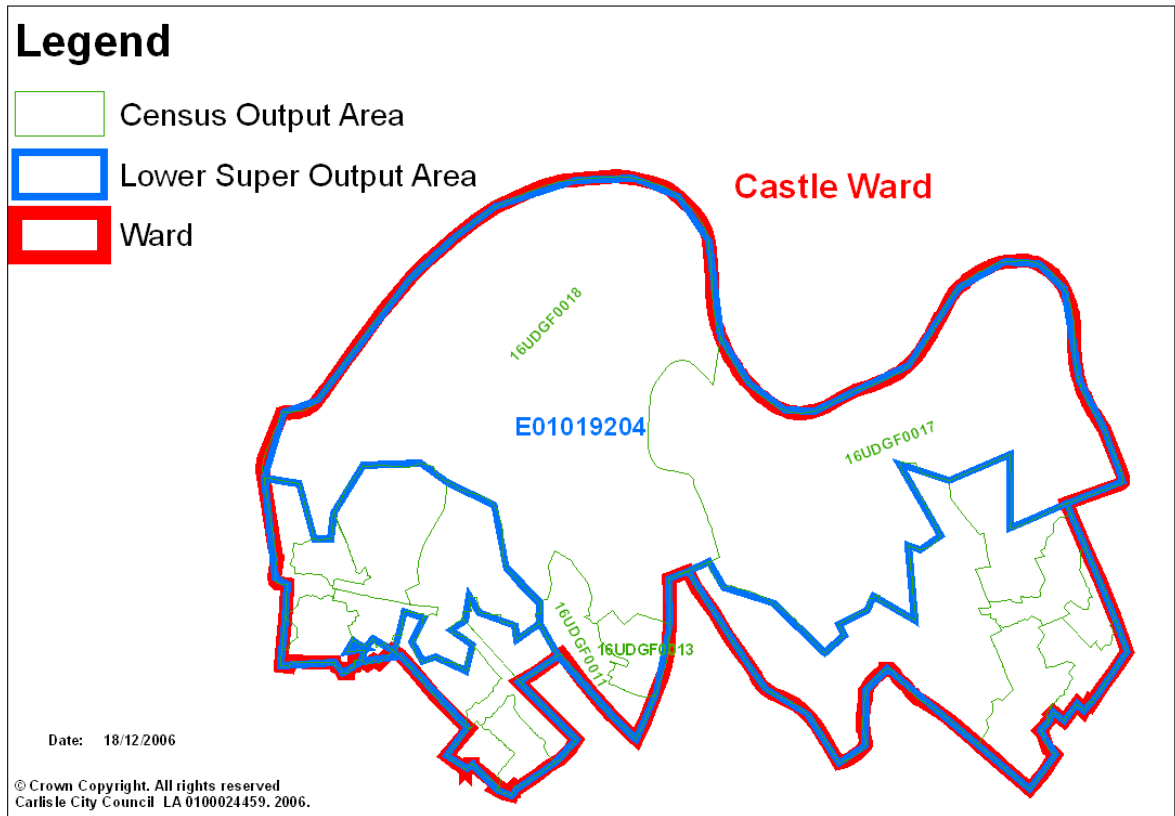 Legend
Census Output Area
Lower Super Output Area
Ward
Castle Ward
16UDGF0018
E01019204
16UDGF0017
16UDGF0011
16UDGF0013
Date: 18/12/2006
© Crown Copyright. All rights reserved
Carlisle City Council LA 0100024459. 2006.